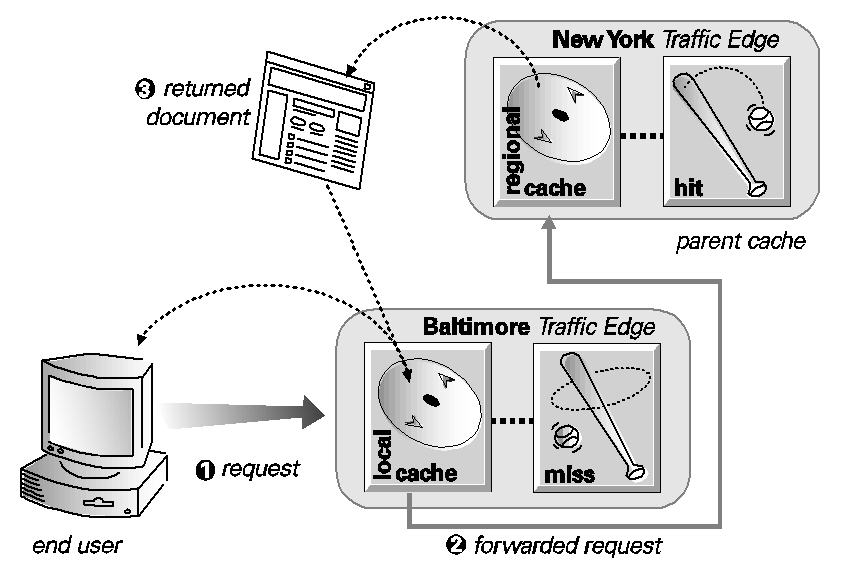 New York Traffic Edge
❸ returned
document
regional
cache
hit
parent cache
Baltimore Traffic Edge
❶ request
local
cache
miss
end user
❷ forwarded request